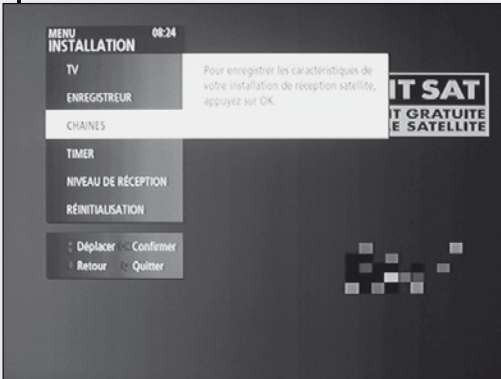 MENU 08:24
INSTALLATION
TV
ENREGISTREUR
CHAINES
TIMER
NIVEAU DE RÉCEPTION
RÉINITIALISATION
Pour enregistrer les caractéristiques de
votre installation de réception satellite,
appuyez sur OK.
Déplacer Confirmer
Retour Quitter
IT SAT
T GRATUITE
E SATELLITE